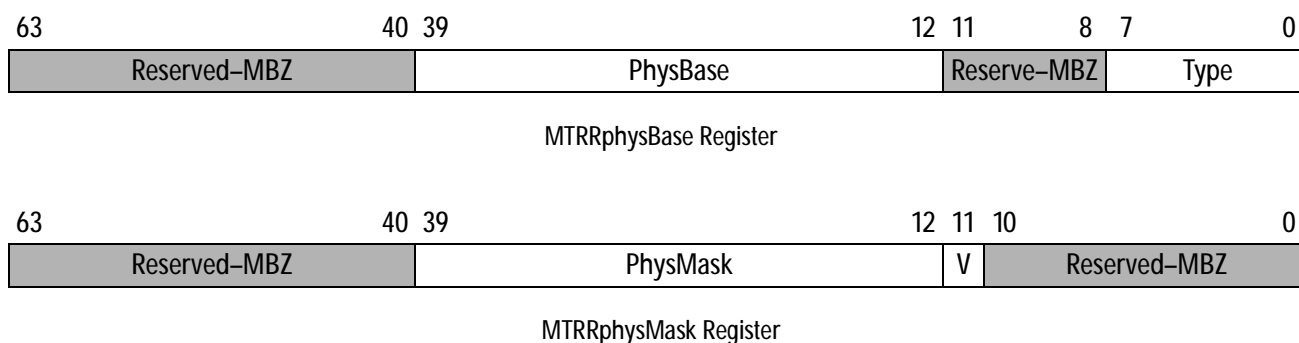 63 40 39 12 11 8 7 0
Reserved–MBZ PhysBase Reserve–MBZ Type
MTRRphysBase Register
63 40 39 12 11 10 0
Reserved–MBZ PhysMask V Reserved–MBZ
MTRRphysMask Register